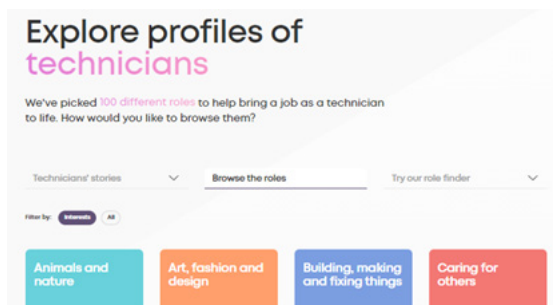 Explore profiles of
technicians
We've picked 100 different roles to help bring a job as a technician
to life. How would you like to browse them?
Technicians' stories
Browse the roles
Try our role finder
Filter by: Interests All
Animals and
nature
Art, fashion and
design
Building, making
and fixing things
Caring for
others